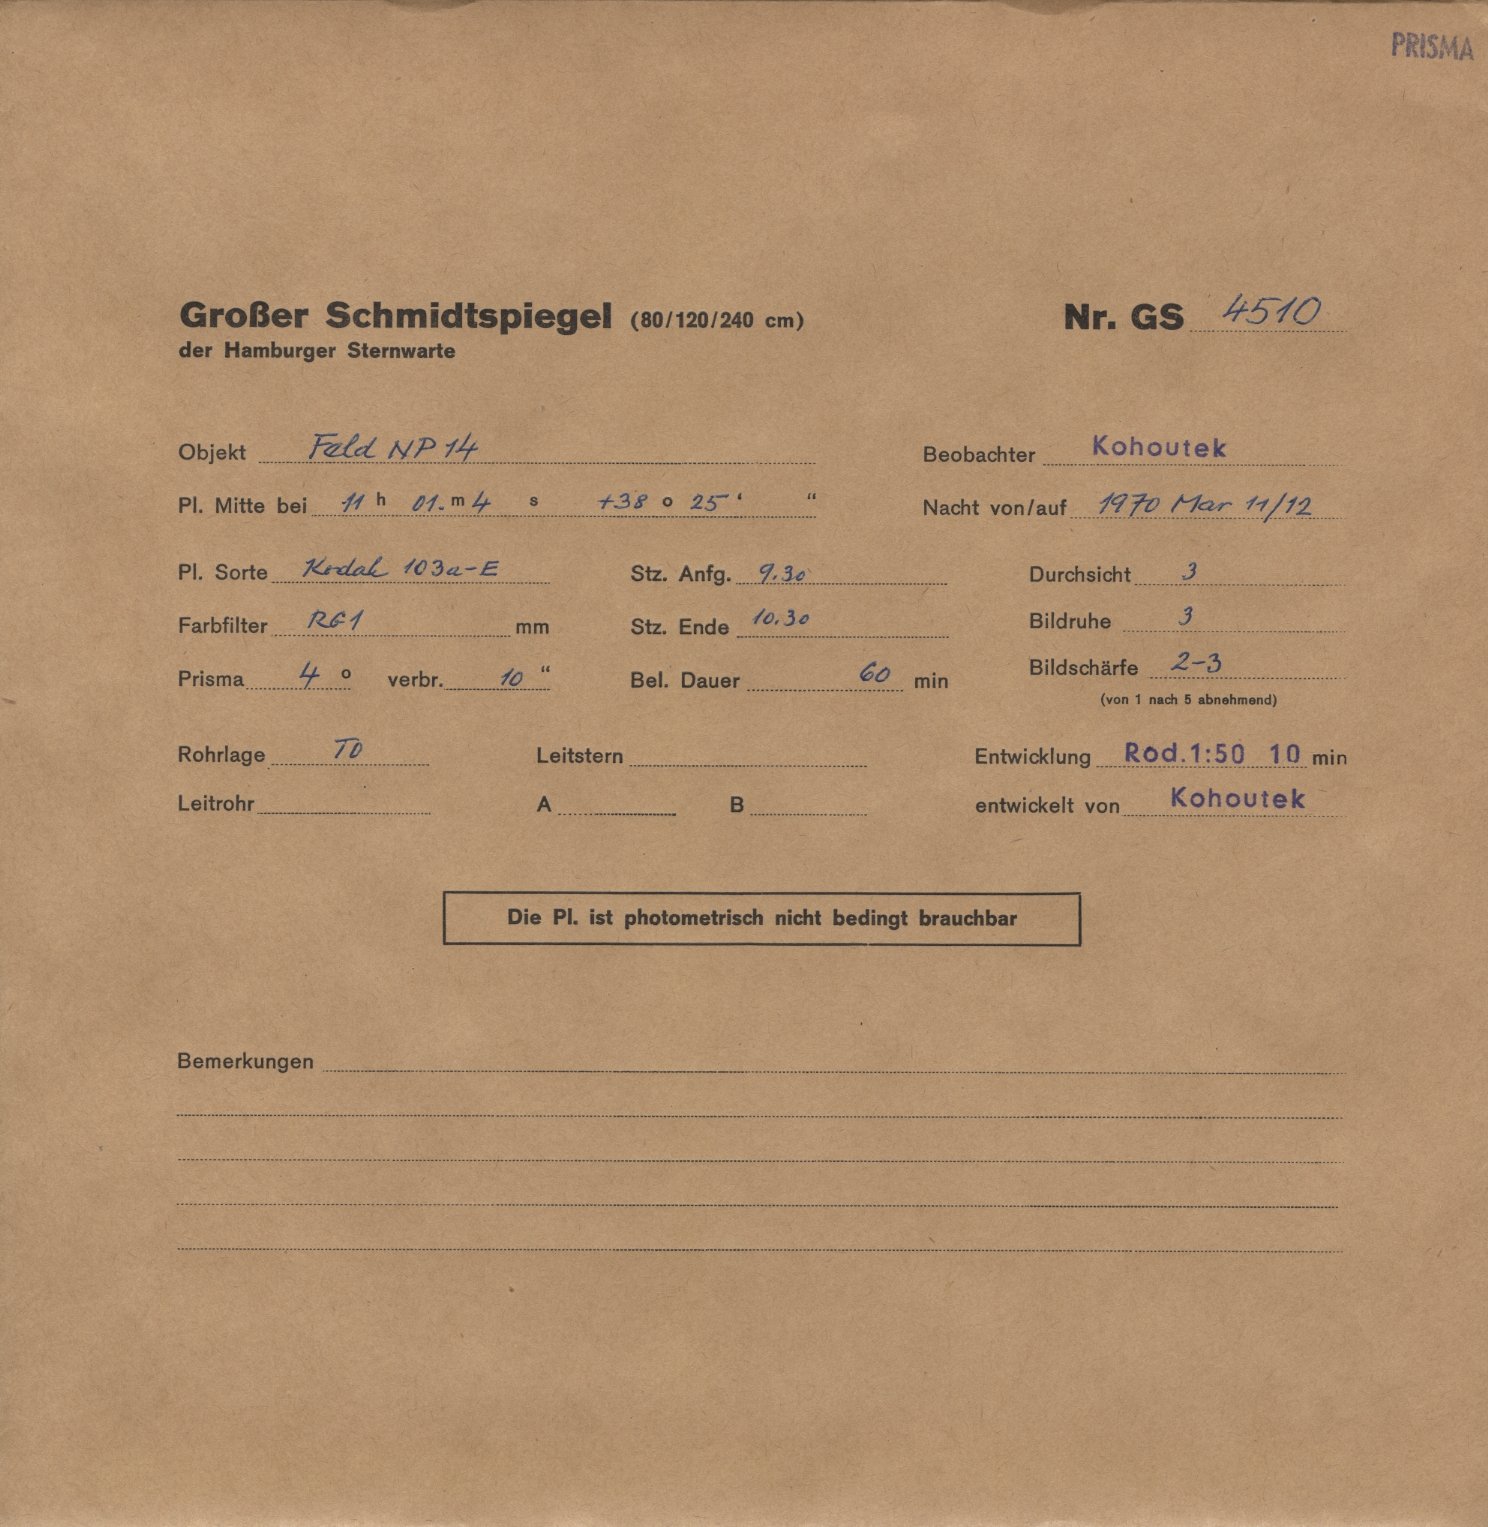 PRISMA
Großer Schmidtspiegel (80/120/240 cm) Nr. GS 4510
der Hamburger Sternwarte
Objekt Feld NP 14 Beobachter Kohoutek
Pl. Mitte bei 11 h 01. m 4 s +38 o 25 ‘ “ Nacht von/auf 1970 Mar 11/12
Pl. Sorte Kodak 103a-E Stz. Anfg. 9.30 Durchsicht 3
Farbfilter RG1 mm Stz. Ende 10.30 Bildruhe 3
Prisma 4 o verbr. 10 “ Bel. Dauer 60 min Bildschärfe 2-3
(von 1 nach 5 abnehmend)
Rohrlage TO Leitstern Entwicklung Rod.1:50 10 min
Leitrohr A B entwickelt von Kohoutek
Die Pl. ist photometrisch nicht bedingt brauchbar
Bemerkungen